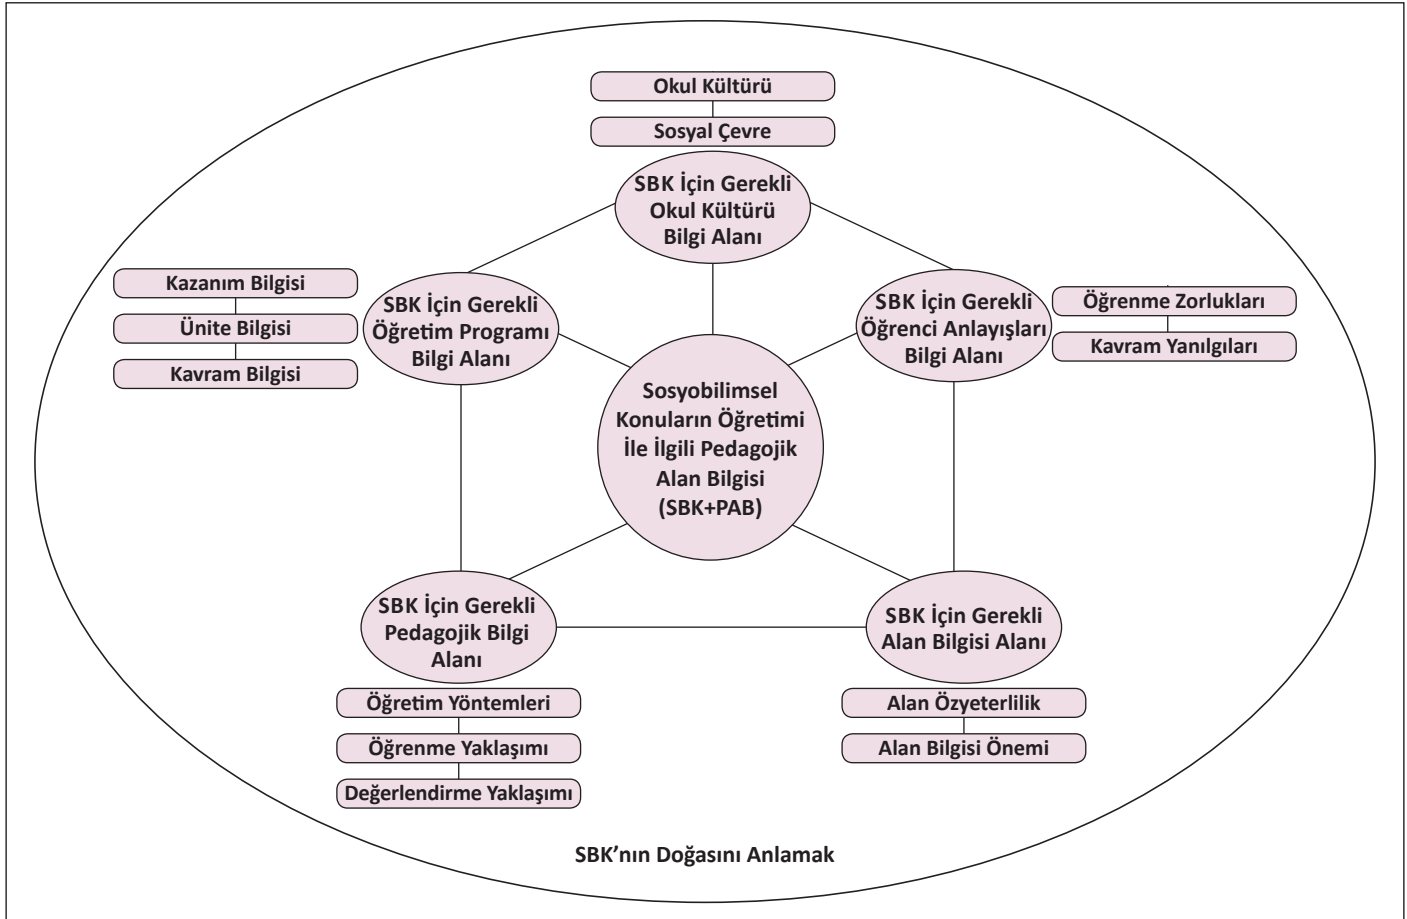 Okul Kültürü
Sosyal Çevre
SBK İçin Gerekli
Okul Kültürü
Bilgi Alanı
Kazanım Bilgisi
Ünite Bilgisi
Kavram Bilgisi
SBK İçin Gerekli
Öğretim Programı
Bilgi Alanı
SBK İçin Gerekli
Öğrenci Anlayışları
Bilgi Alanı
Öğrenme Zorlukları
Kavram Yanılgıları
Sosyobilimsel
Konuların Öğretimi
İle İlgili Pedagojik
Alan Bilgisi
(SBK+PAB)
SBK İçin Gerekli
Pedagojik Bilgi
Alanı
SBK İçin Gerekli
Alan Bilgisi Alanı
Öğretim Yöntemleri
Öğrenme Yaklaşımı
Değerlendirme Yaklaşımı
Alan Özyeterlilik
Alan Bilgisi Önemi
SBK’nın Doğasını Anlamak